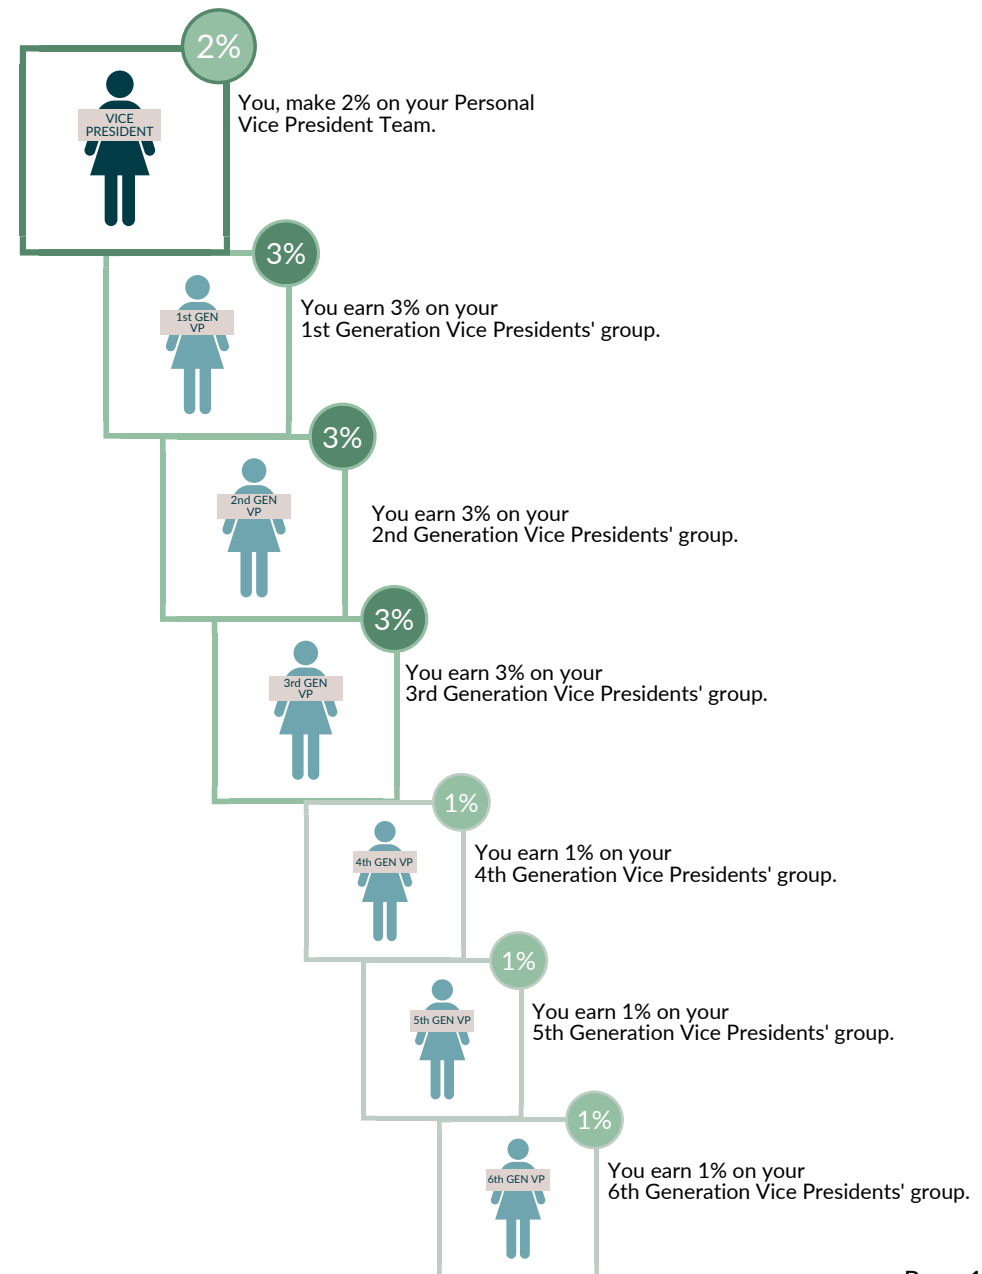 2%
VICE
PRESIDENT
You, make 2% on your Personal
Vice President Team.
3%
1st GEN
VP
You earn 3% on your
1st Generation Vice Presidents' group.
3%
2nd GEN
VP
You earn 3% on your
2nd Generation Vice Presidents' group.
3%
3rd GEN
VP
You earn 3% on your
3rd Generation Vice Presidents' group.
1%
4th GEN VP
You earn 1% on your
4th Generation Vice Presidents' group.
1%
5th GEN VP
You earn 1% on your
5th Generation Vice Presidents' group.
1%
6th GEN VP
You earn 1% on your
6th Generation Vice Presidents' group.